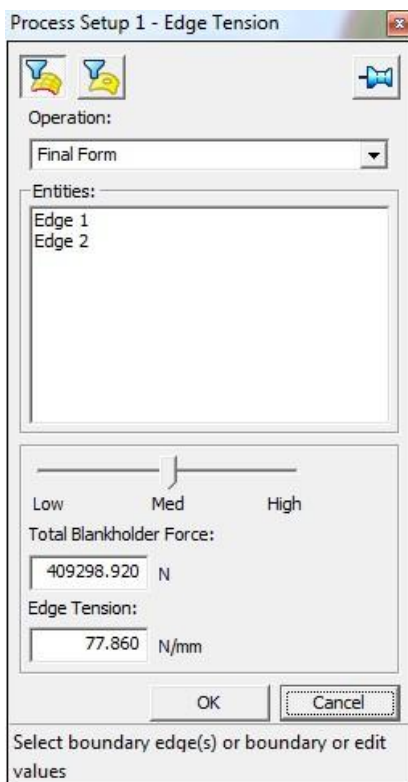 Process Setup 1 - Edge Tension
Operation:
Final Form
Entities:
Edge 1
Edge 2
Low Med High
Total Blankholder Force:
409298.920 N
Edge Tension:
77.860 N/mm
OK Cancel
Select boundary edge(s) or boundary or edit
values